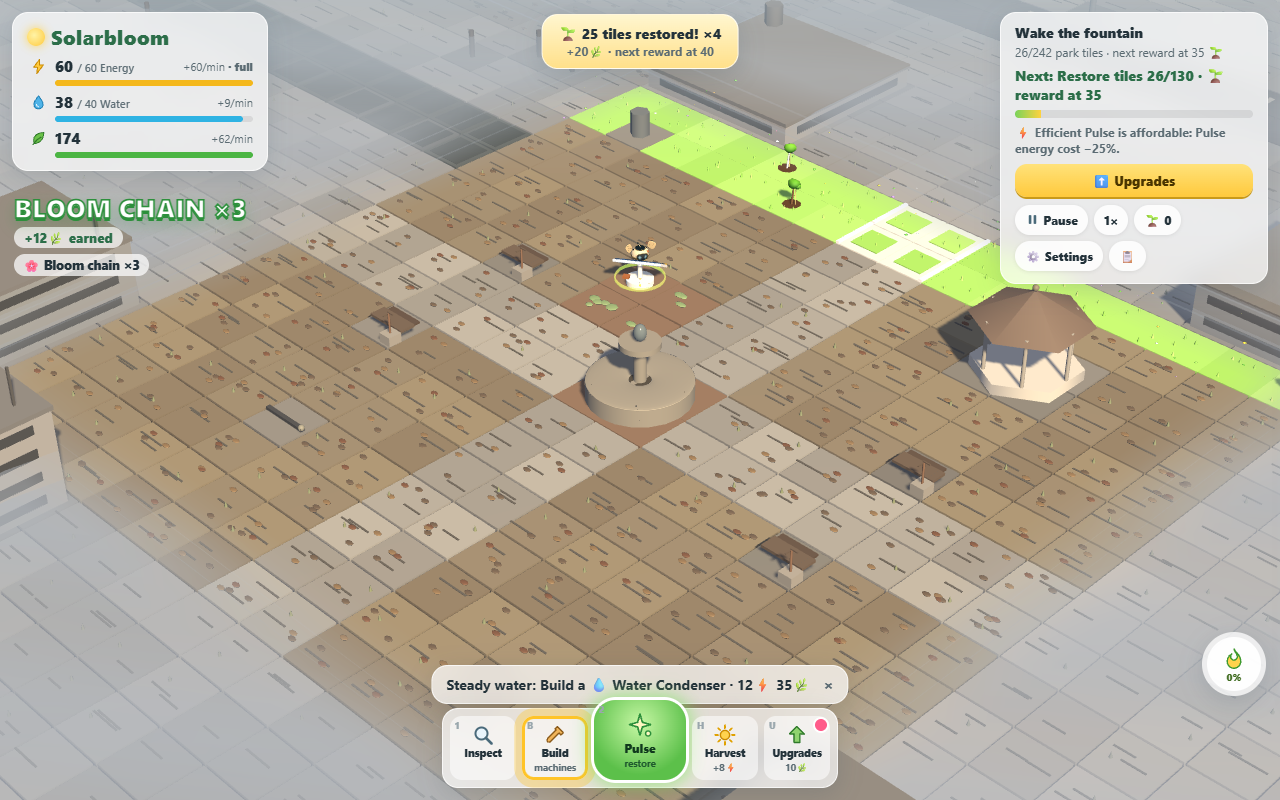 Solarbloom
60 / 60 Energy +60/min · full
38 / 40 Water +9/min
174 +62/min
BLOOM CHAIN ×3
+12 earned
Bloom chain ×3
25 tiles restored! ×4
+20 · next reward at 40
Wake the fountain
26/242 park tiles · next reward at 35
Next: Restore tiles 26/130 ·
reward at 35
Efficient Pulse is affordable: Pulse
energy cost −25%.
Upgrades
Pause 1× 0
Settings
0%
Steady water: Build a Water Condenser · 12 35 ×
1 Inspect
B Build
machines
Pulse
restore
H Harvest
+8
U Upgrades
10